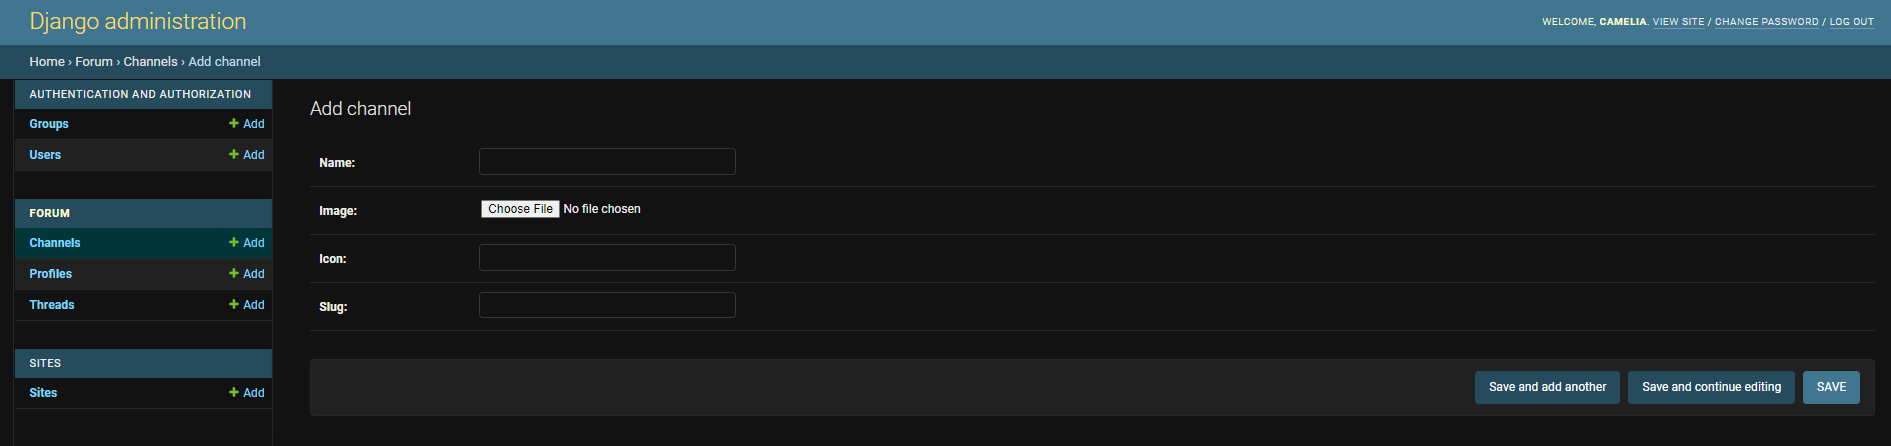 Django administration
WELCOME, CAMELIA. VIEW SITE / CHANGE PASSWORD / LOG OUT
Home › Forum › Channels › Add channel
AUTHENTICATION AND AUTHORIZATION
Groups + Add
Users + Add
FORUM
Channels + Add
Profiles + Add
Threads + Add
SITES
Sites + Add
Add channel
Name:
Image: Choose File No file chosen
Icon:
Slug:
Save and add another Save and continue editing SAVE